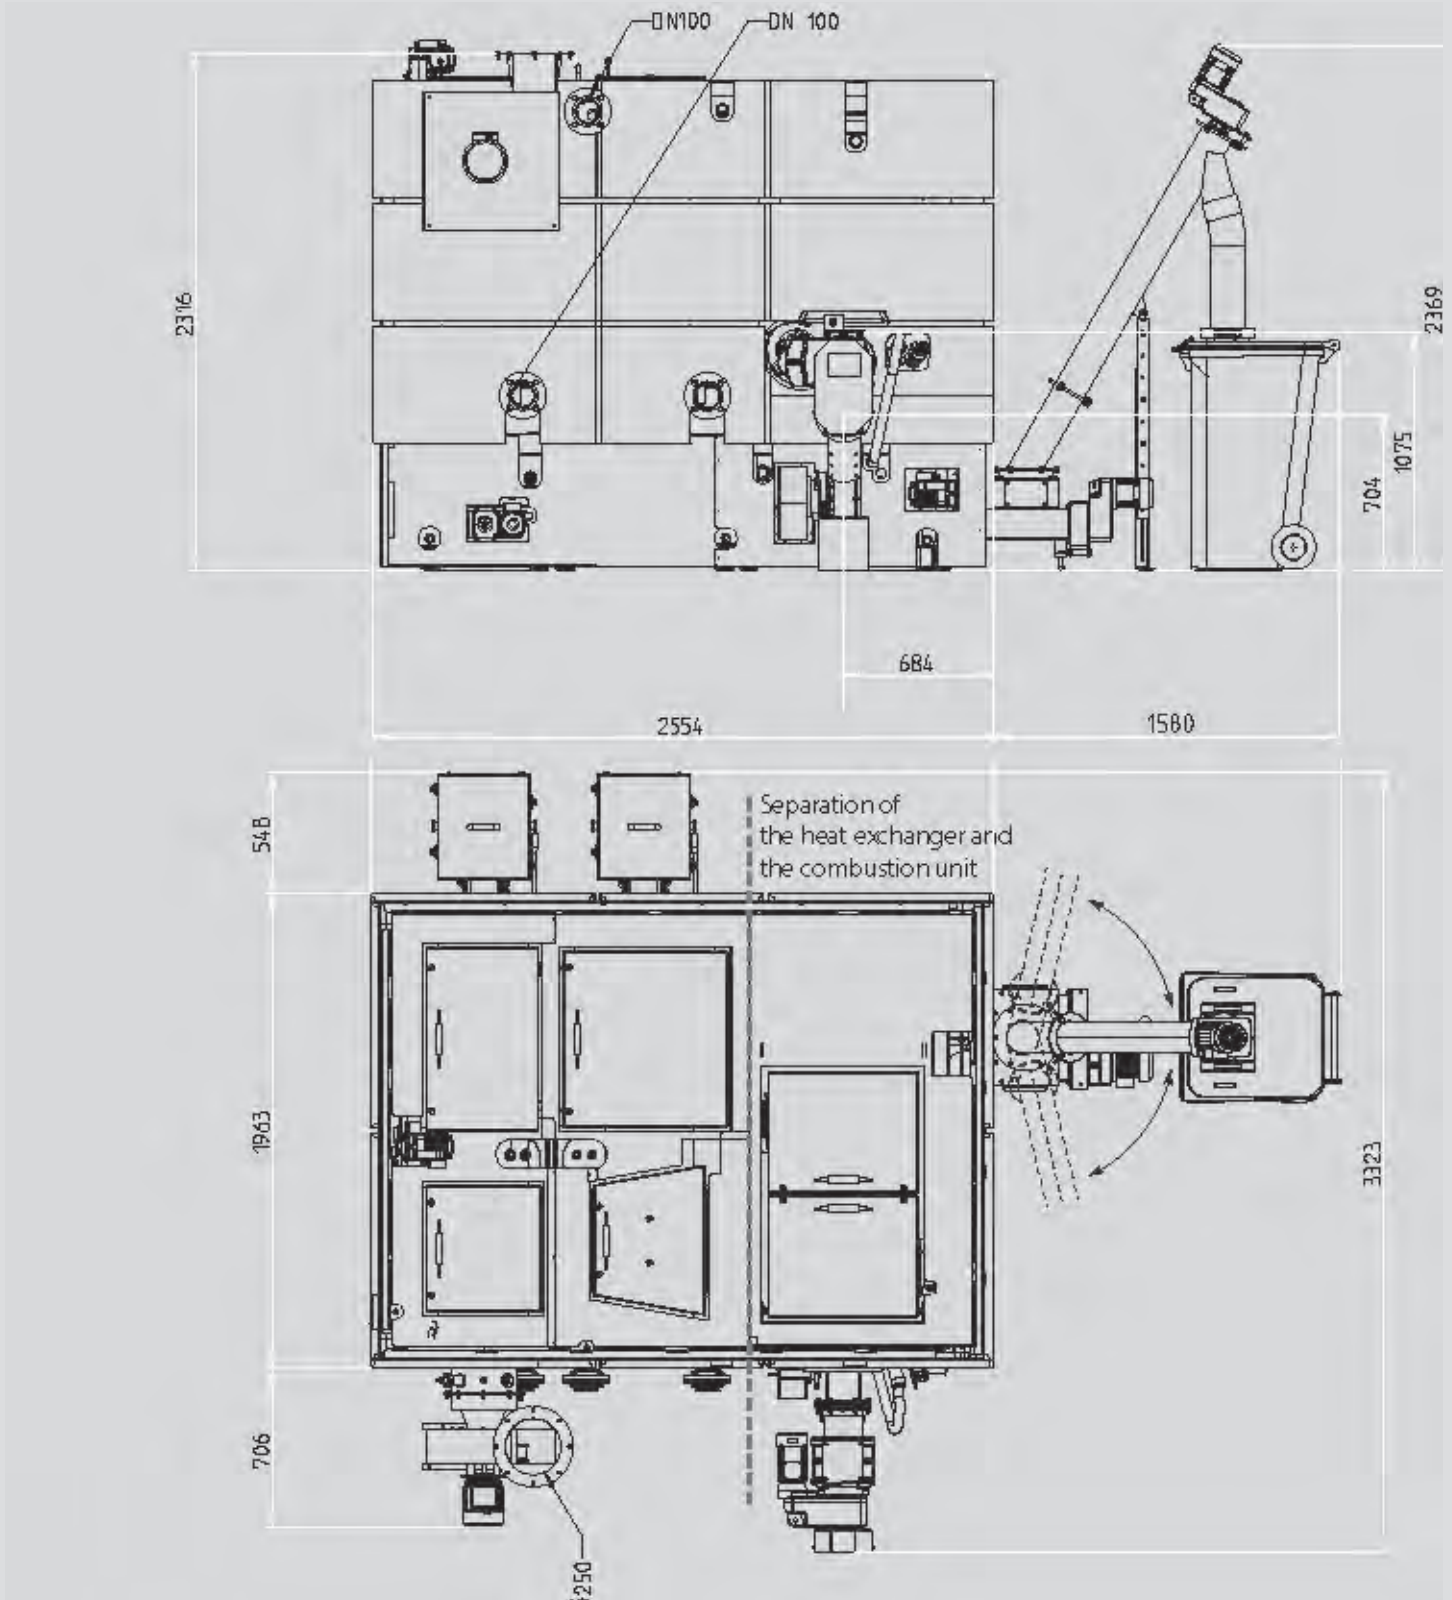 DN100
DN 100
2316
2369
1075
704
684
2554
1580
548
Separation of
the heat exchanger and
the combustion unit
1963
3323
706
250